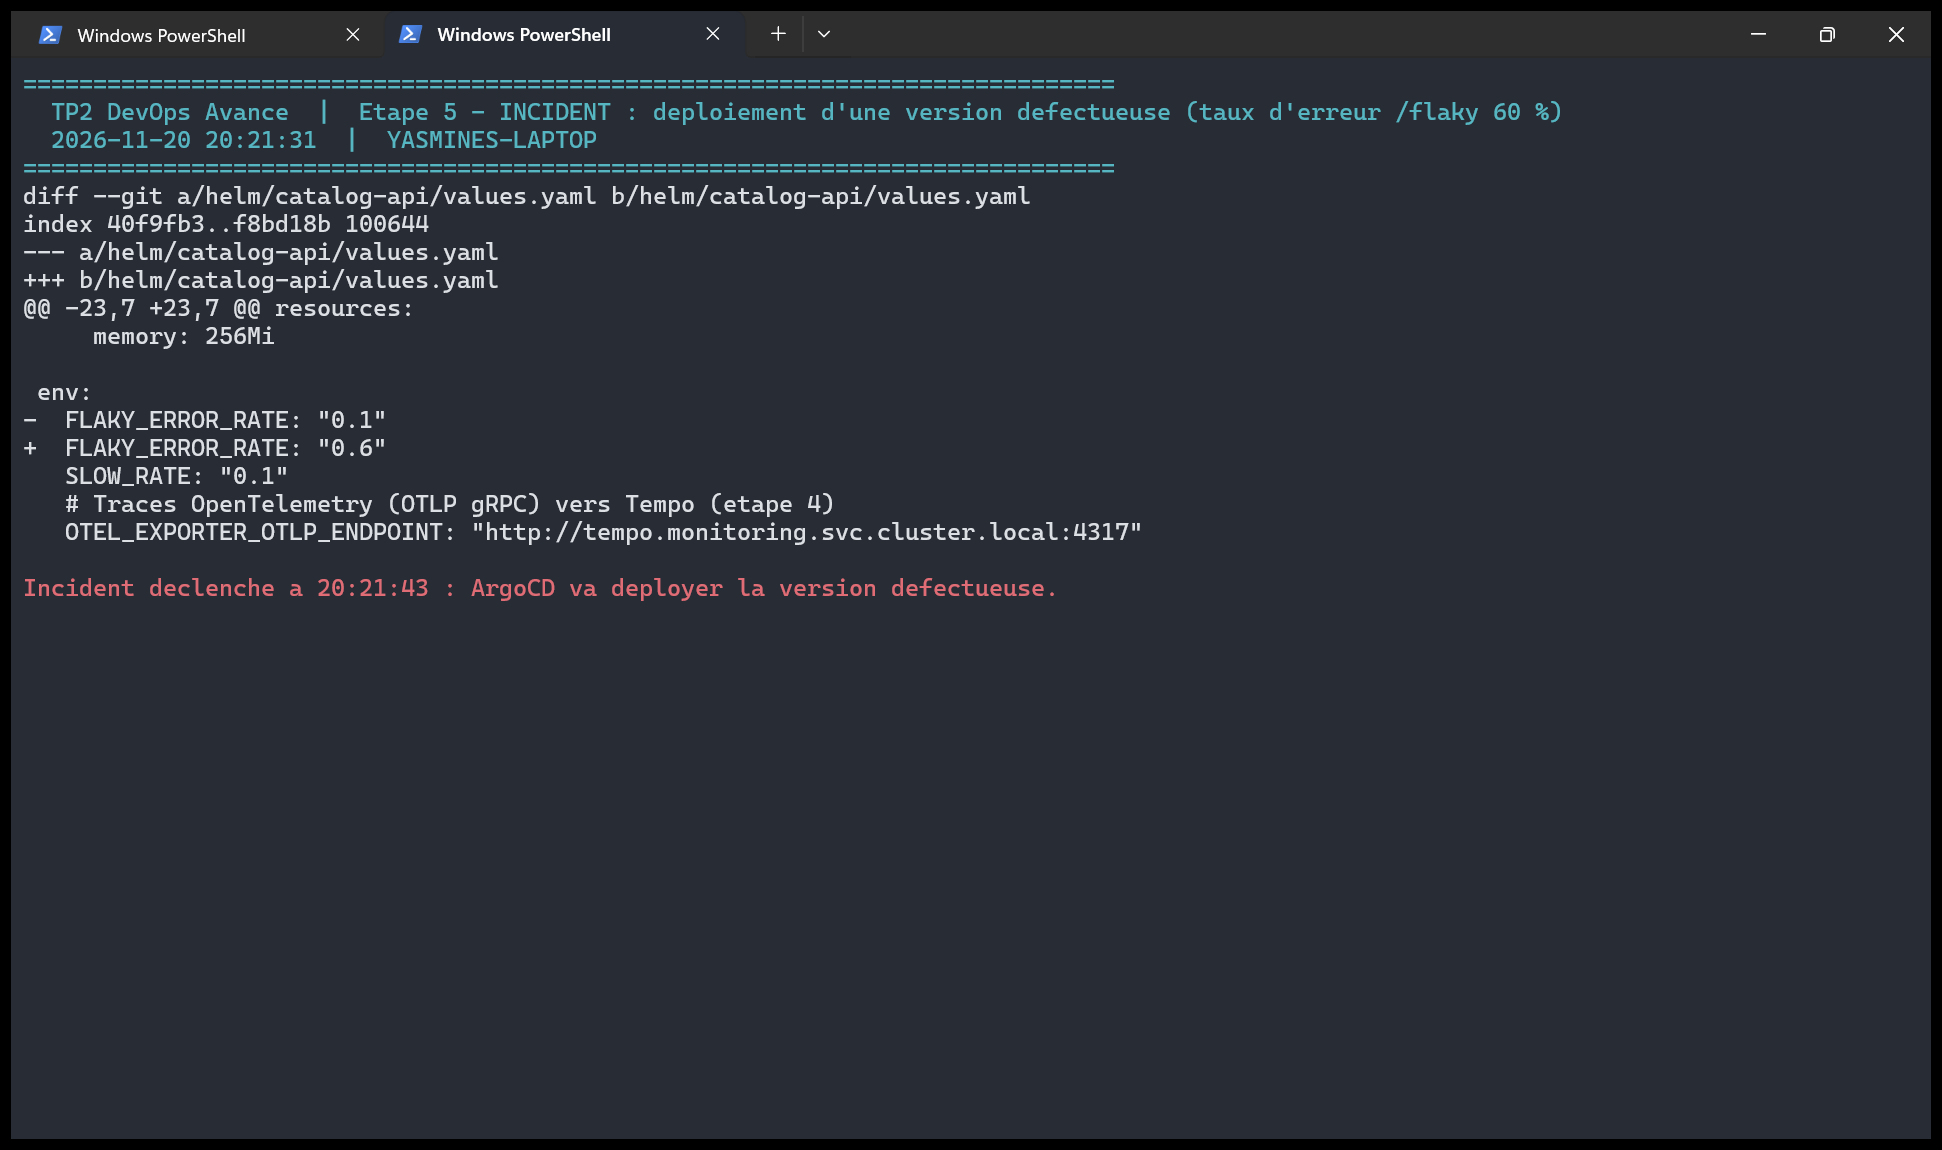 Windows PowerShell
Windows PowerShell
==============================================================================
  TP2 DevOps Avance  |  Etape 5 - INCIDENT : deploiement d'une version defectueuse (taux d'erreur /flaky 60 %)
  2026-11-20 20:21:31  |  YASMINES-LAPTOP
==============================================================================
diff --git a/helm/catalog-api/values.yaml b/helm/catalog-api/values.yaml
index 40f9fb3..f8bd18b 100644
--- a/helm/catalog-api/values.yaml
+++ b/helm/catalog-api/values.yaml
@@ -23,7 +23,7 @@ resources:
     memory: 256Mi

 env:
-  FLAKY_ERROR_RATE: "0.1"
+  FLAKY_ERROR_RATE: "0.6"
   SLOW_RATE: "0.1"
   # Traces OpenTelemetry (OTLP gRPC) vers Tempo (etape 4)
   OTEL_EXPORTER_OTLP_ENDPOINT: "http://tempo.monitoring.svc.cluster.local:4317"

Incident declenche a 20:21:43 : ArgoCD va deployer la version defectueuse.